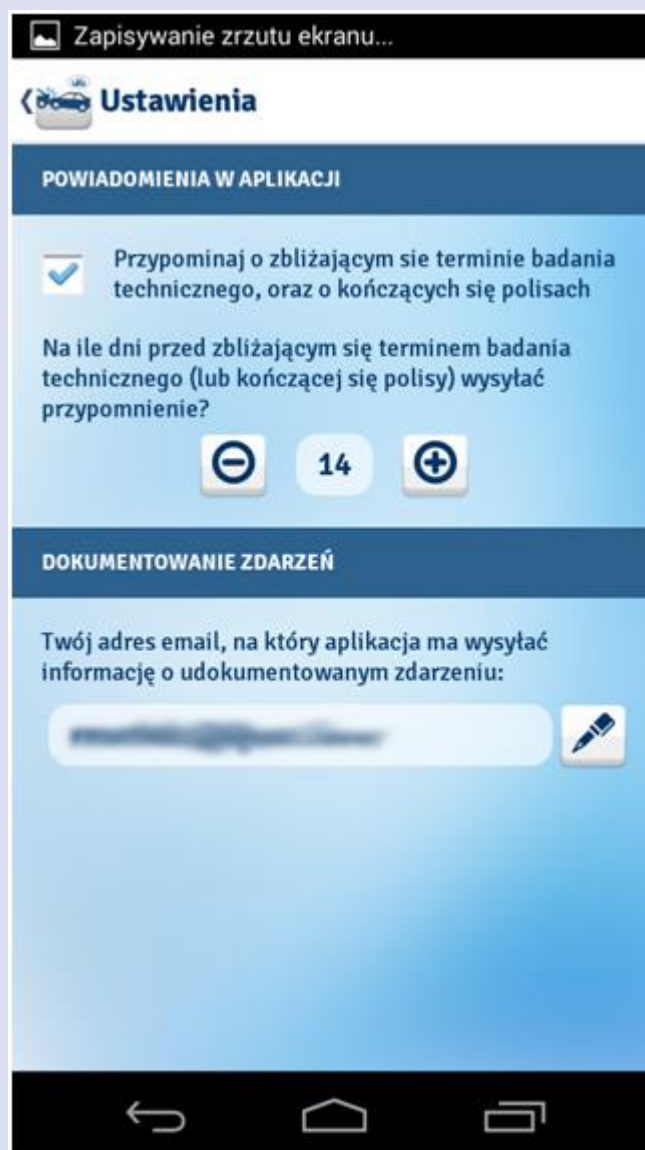 Zapisywanie zrzutu ekranu...
Ustawienia
POWIADOMIENIA W APLIKACJI
Przypominaj o zbliżającym sie terminie badania
technicznego, oraz o kończących się polisach
Na ile dni przed zbliżającym się terminem badania
technicznego (lub kończącej się polisy) wysyłać
przypomnienie?
14
DOKUMENTOWANIE ZDARZEŃ
Twój adres email, na który aplikacja ma wysyłać
informację o udokumentowanym zdarzeniu: